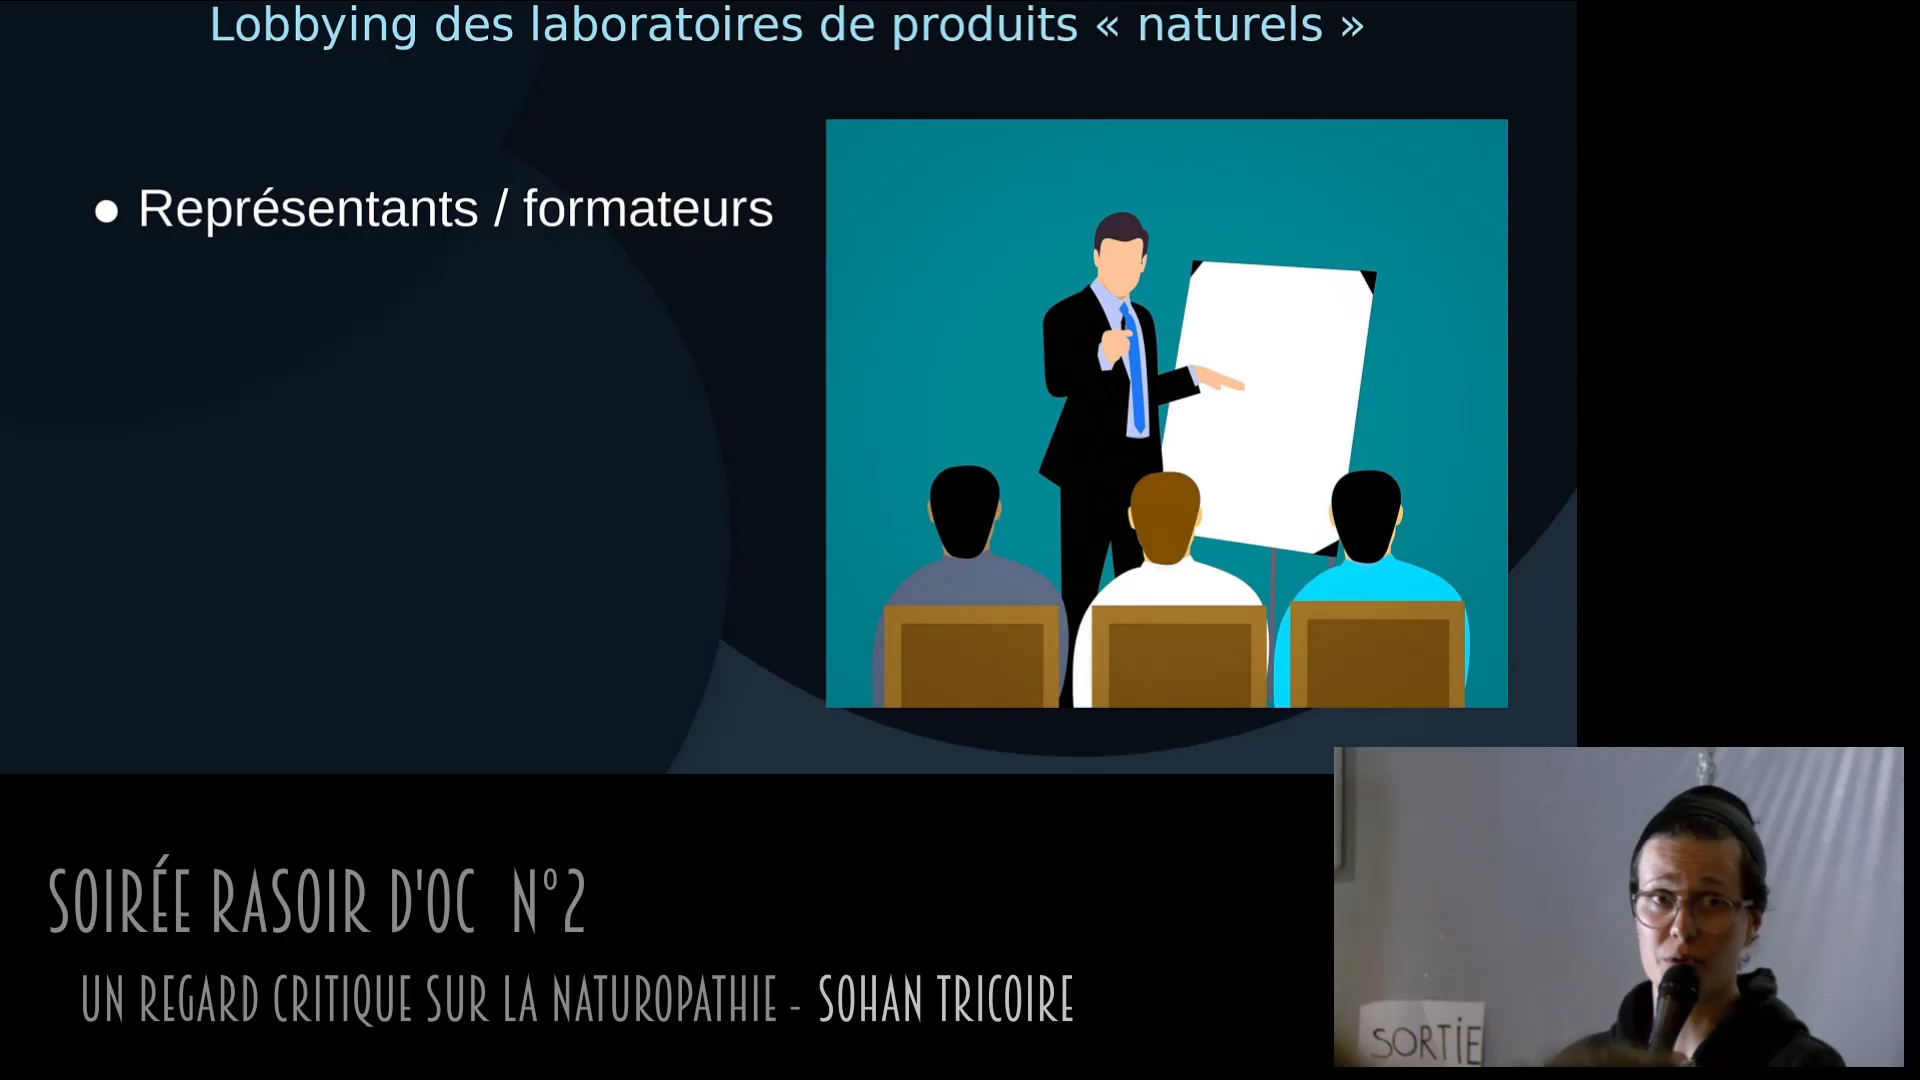 Lobbying des laboratoires de produits « naturels »
● Représentants / formateurs
SOIRÉE RASOIR D'OC N°2
UN REGARD CRITIQUE SUR LA NATUROPATHIE - SOHAN TRICOIRE
SORTiE